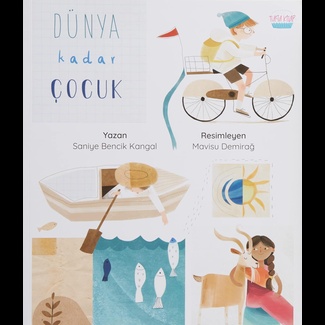 DÜNYA
kadar
ÇOCUK
Yazan
Saniye Bencik Kangal
Resimleyen
Mavisu Demirağ